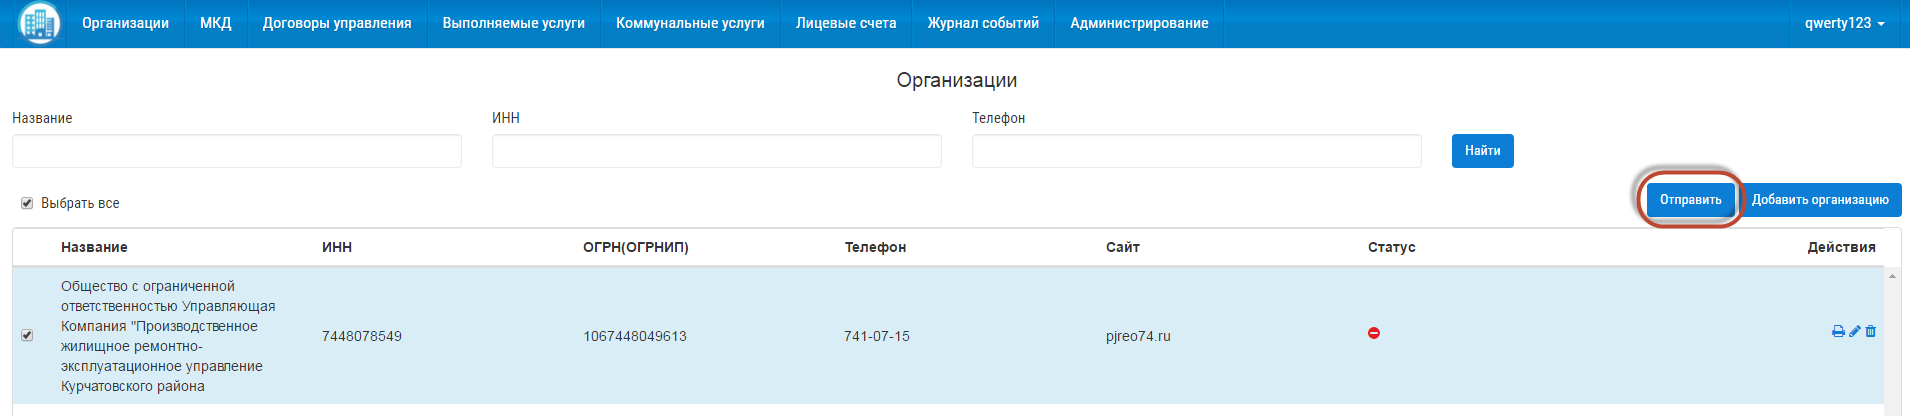 Организации МКД Договоры управления Выполняемые услуги Коммунальные услуги Лицевые счета Журнал событий Администрирование qwerty123
Организации
Название ИНН Телефон
Найти
Выбрать все Отправить Добавить организацию
Название ИНН ОГРН(ОГРНИП) Телефон Сайт Статус Действия
Общество с ограниченной
ответственностью Управляющая
Компания "Производственное
жилищное ремонтно-
эксплуатационное управление
Курчатовского района
7448078549 1067448049613 741-07-15 pjreo74.ru